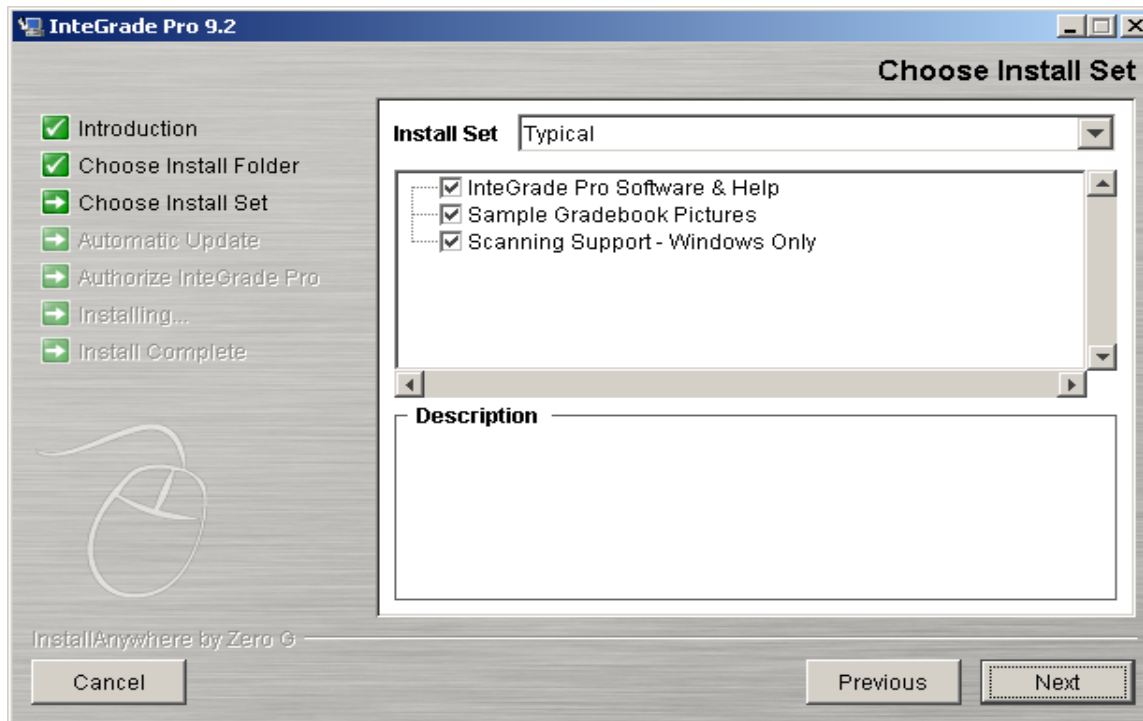 InteGrade Pro 9.2
Choose Install Set
Introduction
Choose Install Folder
Choose Install Set
Automatic Update
Authorize InteGrade Pro
Installing...
Install Complete
Install Set Typical
InteGrade Pro Software & Help
Sample Gradebook Pictures
Scanning Support - Windows Only
Description
InstallAnywhere by Zero G
Cancel
Previous
Next